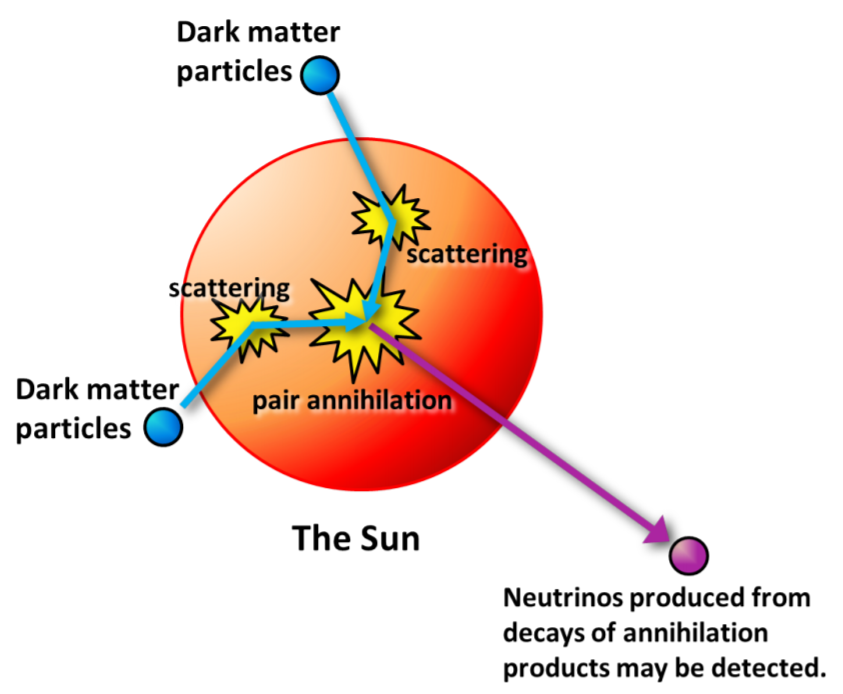 Dark matter
particles
scattering
scattering
Dark matter
particles
pair annihilation
The Sun
Neutrinos produced from
decays of annihilation
products may be detected.